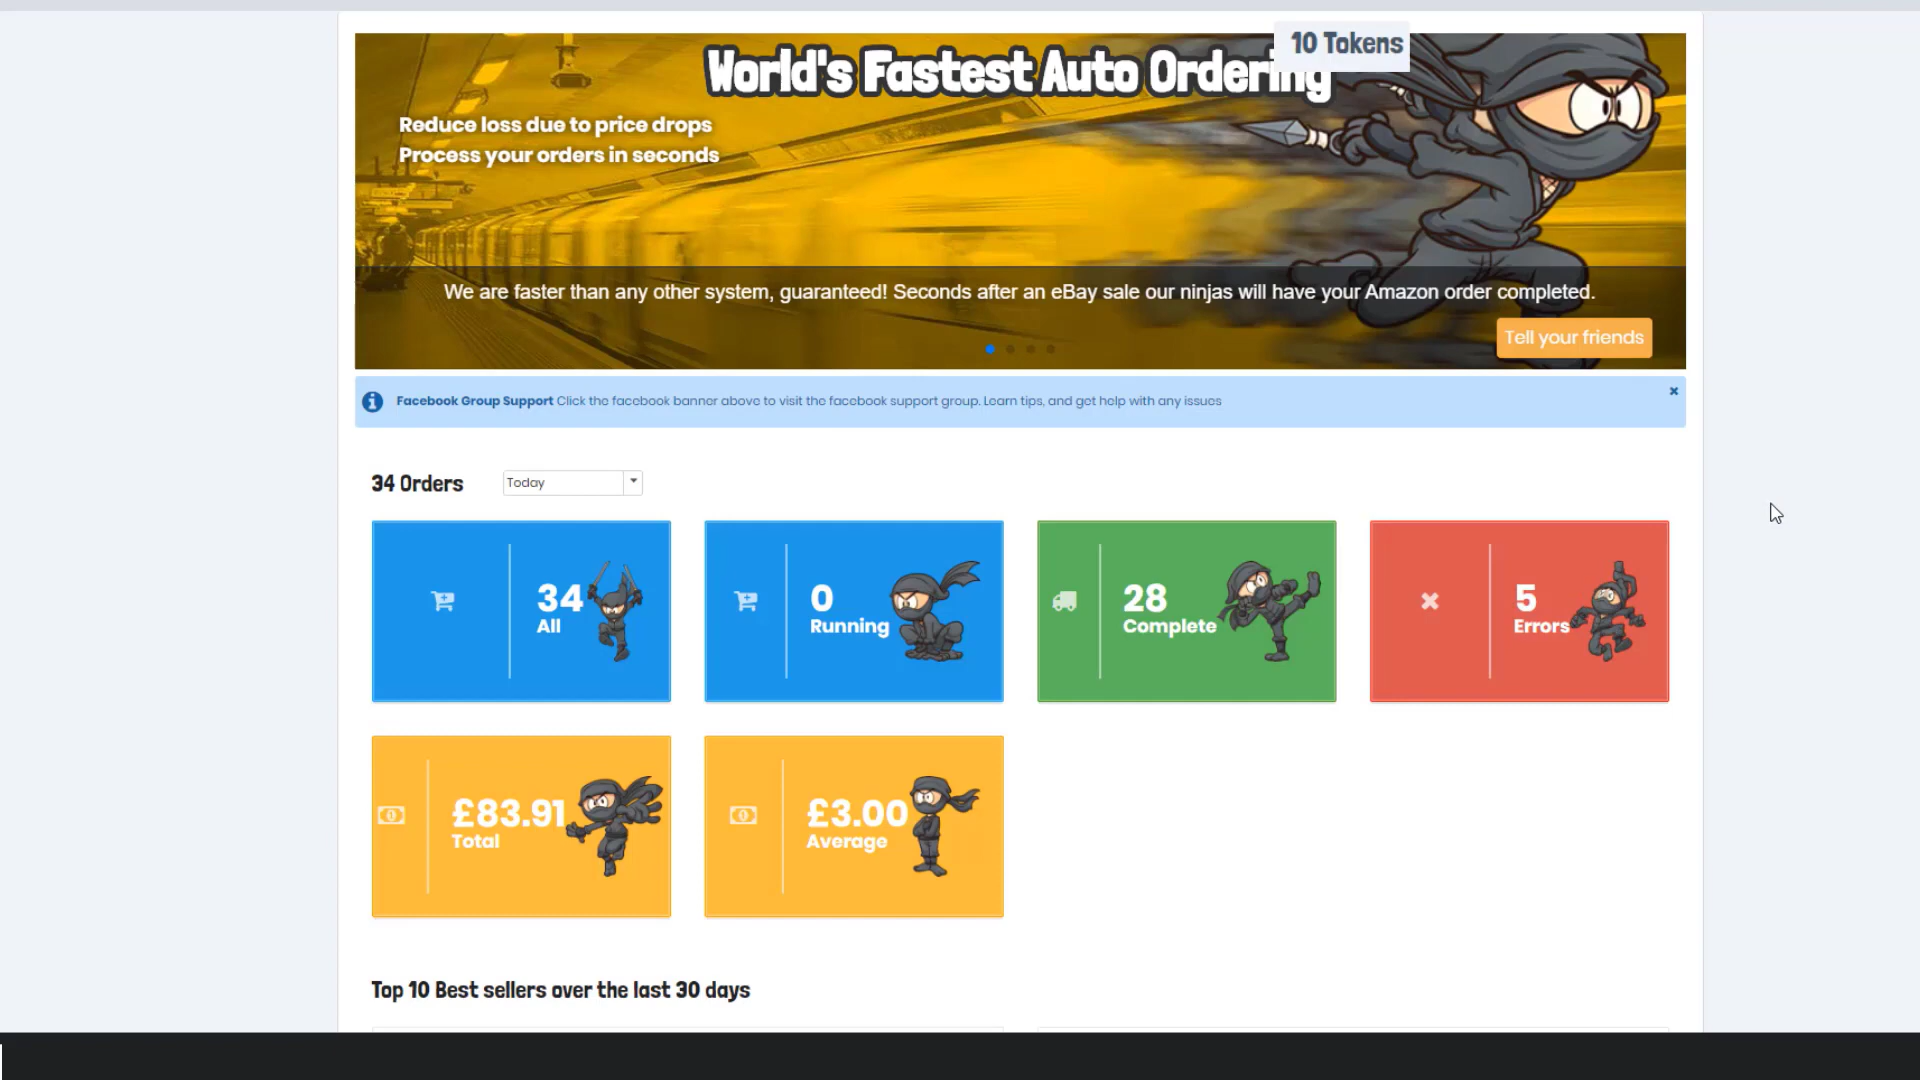 10 Tokens
World's Fastest Auto Ordering
Reduce loss due to price drops
Process your orders in seconds
We are faster than any other system, guaranteed! Seconds after an eBay sale our ninjas will have your Amazon order completed.
Tell your friends
Facebook Group Support Click the facebook banner above to visit the facebook support group. Learn tips, and get help with any issues
34 Orders
Today
34
All
0
Running
28
Complete
5
Errors
£83.91
Total
£3.00
Average
Top 10 Best sellers over the last 30 days